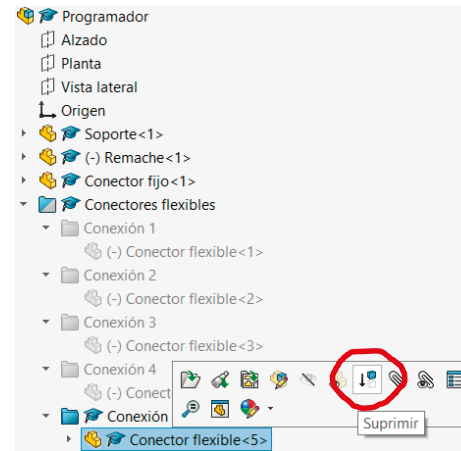 Programador
Alzado
Planta
Vista lateral
Origen
Soporte<1>
(-) Remache<1>
Conector fijo<1>
Conectores flexibles
Conexión 1
(-) Conector flexible<1>
Conexión 2
(-) Conector flexible<2>
Conexión 3
(-) Conector flexible<3>
Conexión 4
(-) Conect
Conexión
Suprimir
Conector flexible<5>